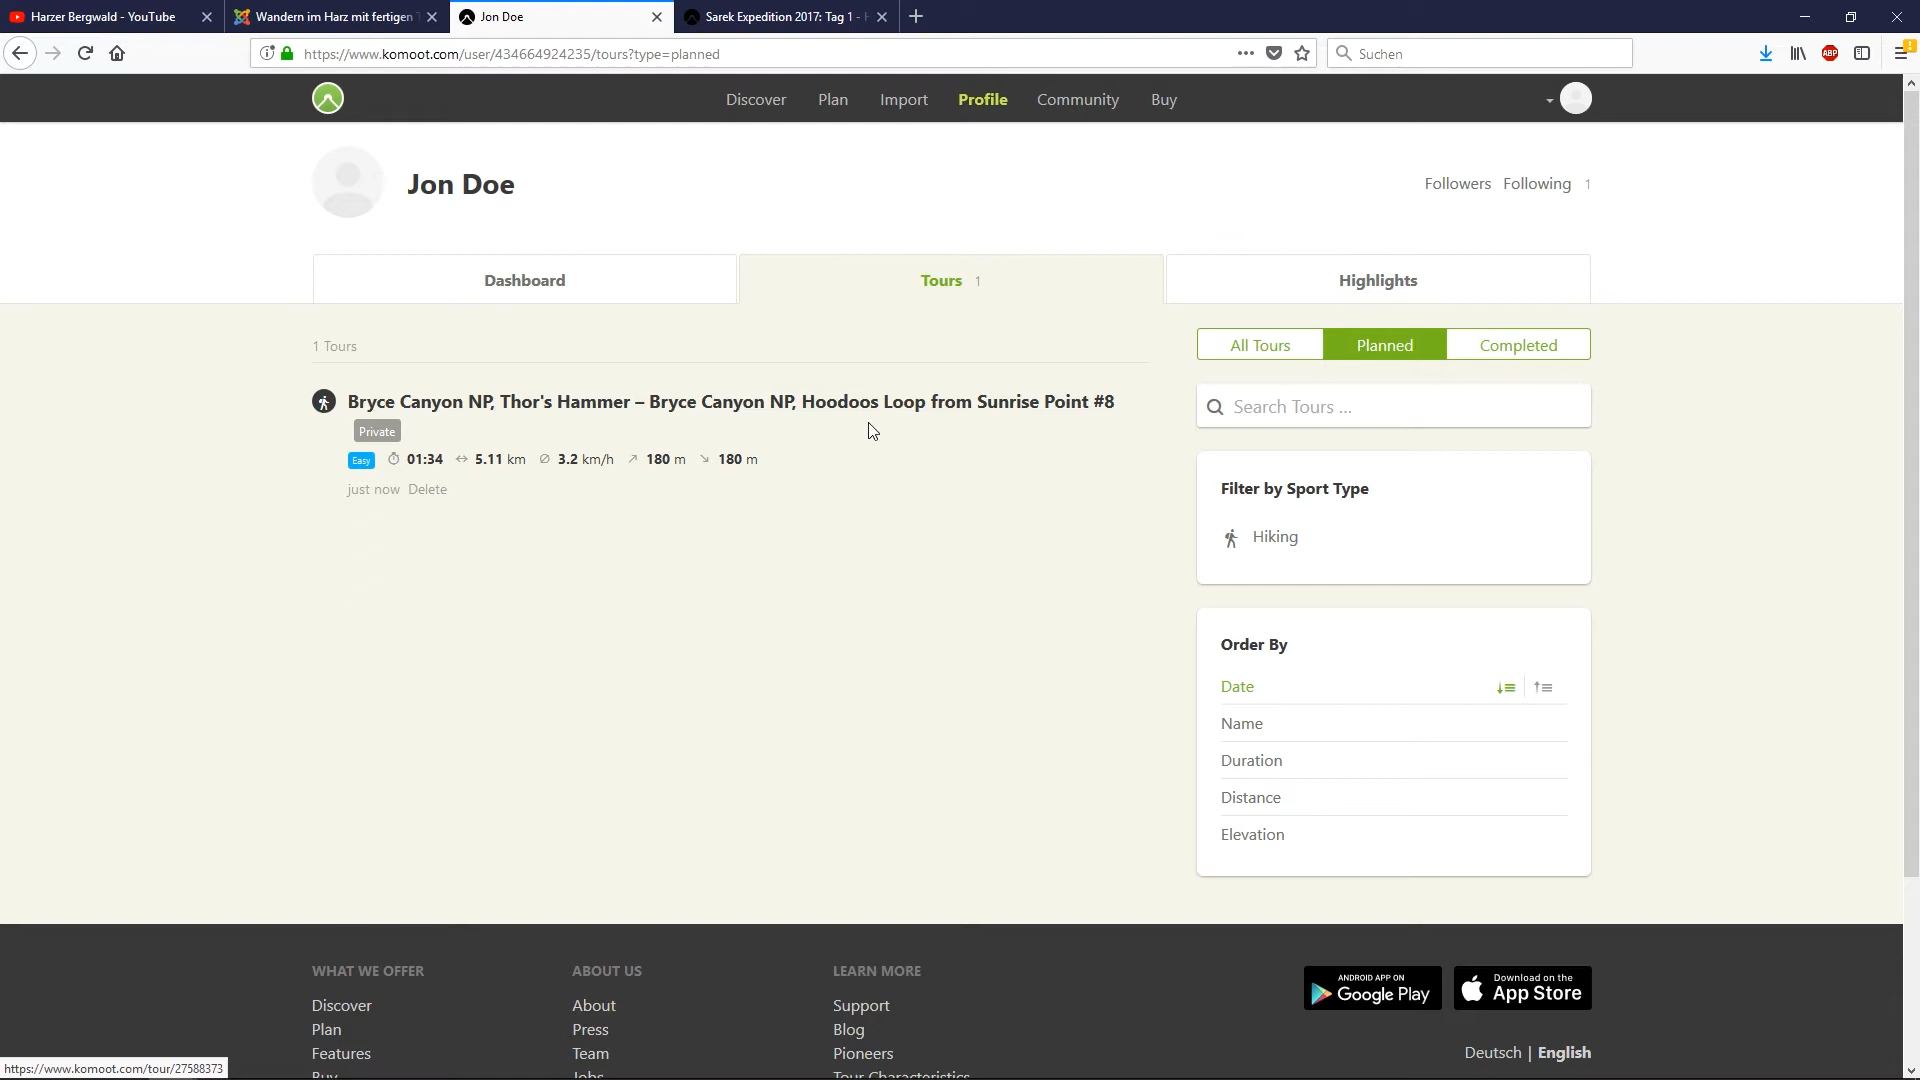 Harzer Bergwald - YouTube
Wandern im Harz mit fertigen
Jon Doe
Sarek Expedition 2017: Tag 1 -
https://www.komoot.com/user/434664924235/tours?type=planned
Suchen
ABP
Discover
Plan
Import
Profile
Community
Buy
Jon Doe
Followers
Following 1
Dashboard
Tours 1
Highlights
1 Tours
All Tours
Planned
Completed
Bryce Canyon NP, Thor's Hammer – Bryce Canyon NP, Hoodoos Loop from Sunrise Point #8
Private
Easy 01:34 5.11 km 3.2 km/h 180 m 180 m
just now Delete
Search Tours ...
Filter by Sport Type
Hiking
Order By
Date
Name
Duration
Distance
Elevation
WHAT WE OFFER
Discover
Plan
Features
Buy
ABOUT US
About
Press
Team
Jobs
LEARN MORE
Support
Blog
Pioneers
Tour Characteristics
ANDROID APP ON
Google Play
Download on the
App Store
Deutsch | English
https://www.komoot.com/tour/27588373